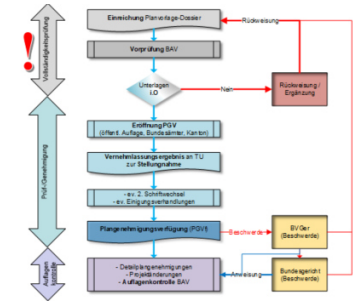 Einreichung Planvorlage-Dossier
Rückweisung
Vollständigkeitsprüfung
Vorprüfung BAV
Unterlagen
i.O
Nein
Rückweisung /
Ergänzung
Eröffnung PGV
(öffentl. Auflage, Bundesämter, Kanton)
Vernehmlassungsergebnis an TU
zur Stellungnahme
Prüf-/Genehmigung
- ev. 2. Schriftwechsel
- ev. Einigungsverhandlungen
Plangenehmigungsverfügung (PGVf)
Beschwerde
BVGer
(Beschwerde)
Auflagen
kontrolle
- Detailplangenehmigungen
- Projektänderungen
- Auflagenkontrolle BAV
Anweisung
Bundesgericht
(Beschwerde)